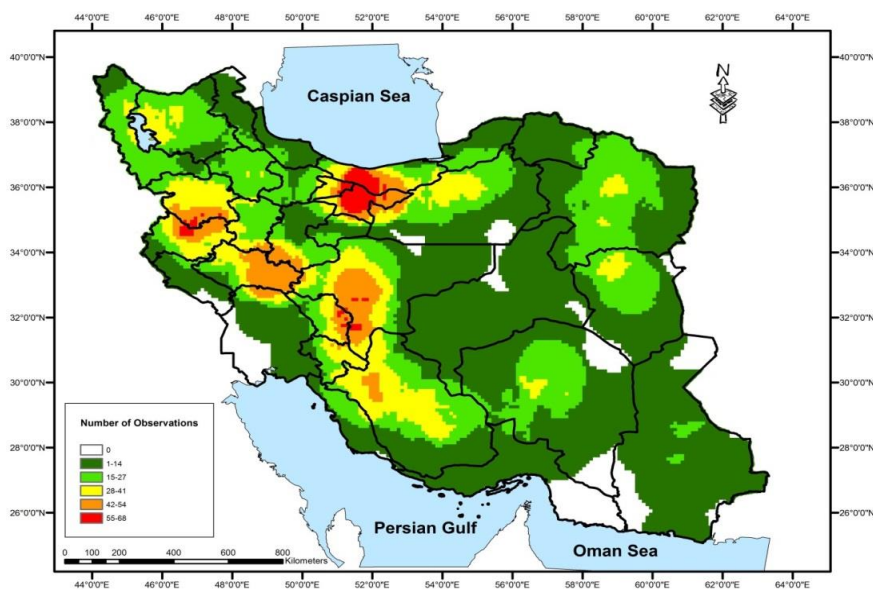 44°0'0"E 46°0'0"E 48°0'0"E 50°0'0"E 52°0'0"E 54°0'0"E 56°0'0"E 58°0'0"E 60°0'0"E 62°0'0"E 64°0'0"E
40°0'0"N 40°0'0"N
N
Caspian Sea
38°0'0"N 38°0'0"N
36°0'0"N 36°0'0"N
34°0'0"N 34°0'0"N
32°0'0"N 32°0'0"N
30°0'0"N 30°0'0"N
Number of Observations
0
28°0'0"N 28°0'0"N
1-14
15-27
28-41
42-54
55-68
26°0'0"N 26°0'0"N
Persian Gulf
Oman Sea
0 100 200 400 600 800
Kilometers
44°0'0"E 46°0'0"E 48°0'0"E 50°0'0"E 52°0'0"E 54°0'0"E 56°0'0"E 58°0'0"E 60°0'0"E 62°0'0"E